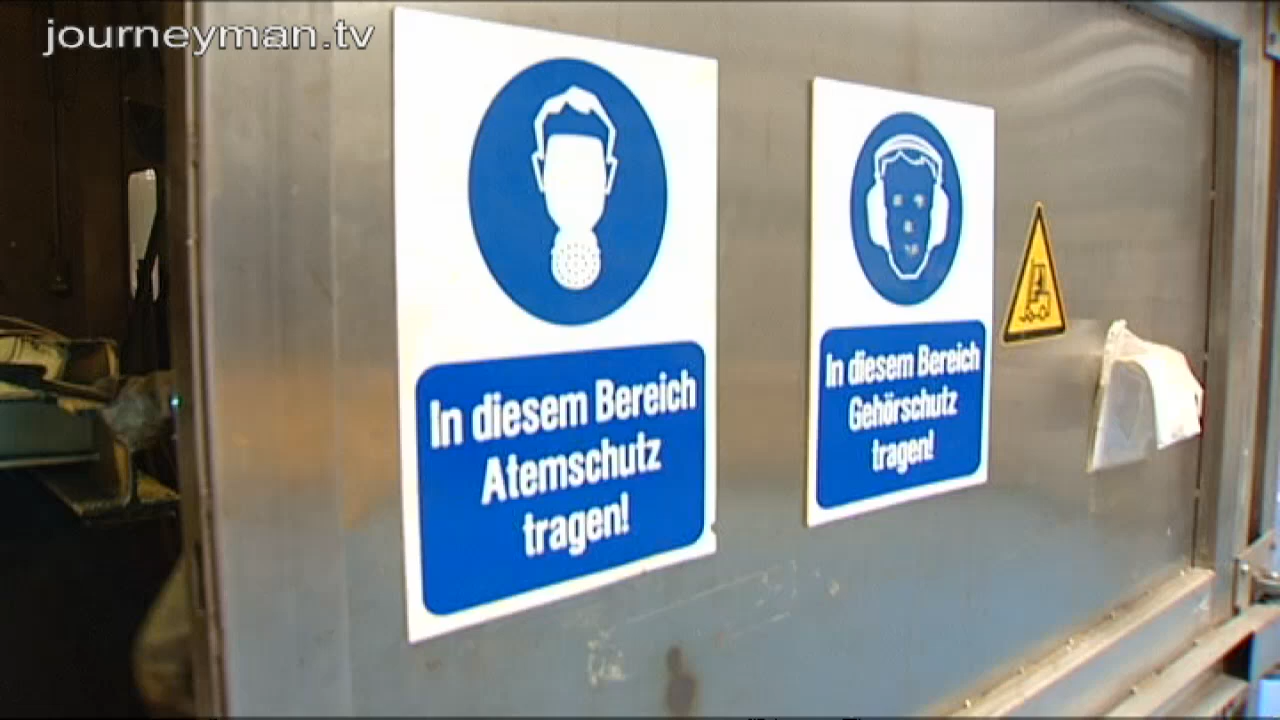 journeyman.tv
In diesem Bereich
Atemschutz
tragen!
In diesem Bereich
Gehörschutz
tragen!